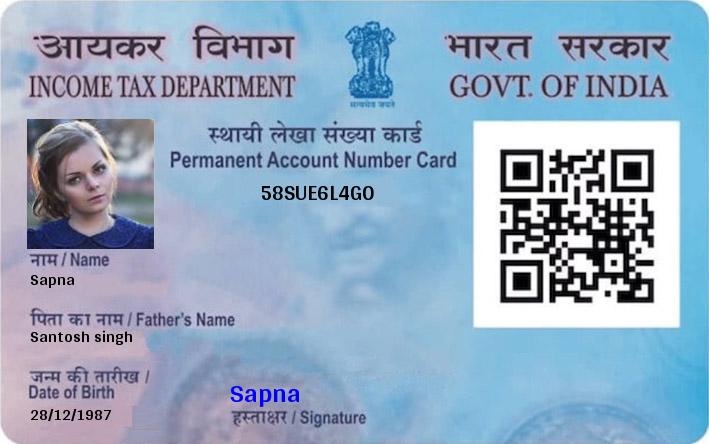 आयकर विभाग
INCOME TAX DEPARTMENT
सत्यमेव जयते
भारत सरकार
GOVT. OF INDIA
स्थायी लेखा संख्या कार्ड
Permanent Account Number Card
58SUE6L4GO
नाम / Name
Sapna
पिता का नाम / Father's Name
Santosh singh
जन्म की तारीख /
Date of Birth
28/12/1987
Sapna
हस्ताक्षर / Signature